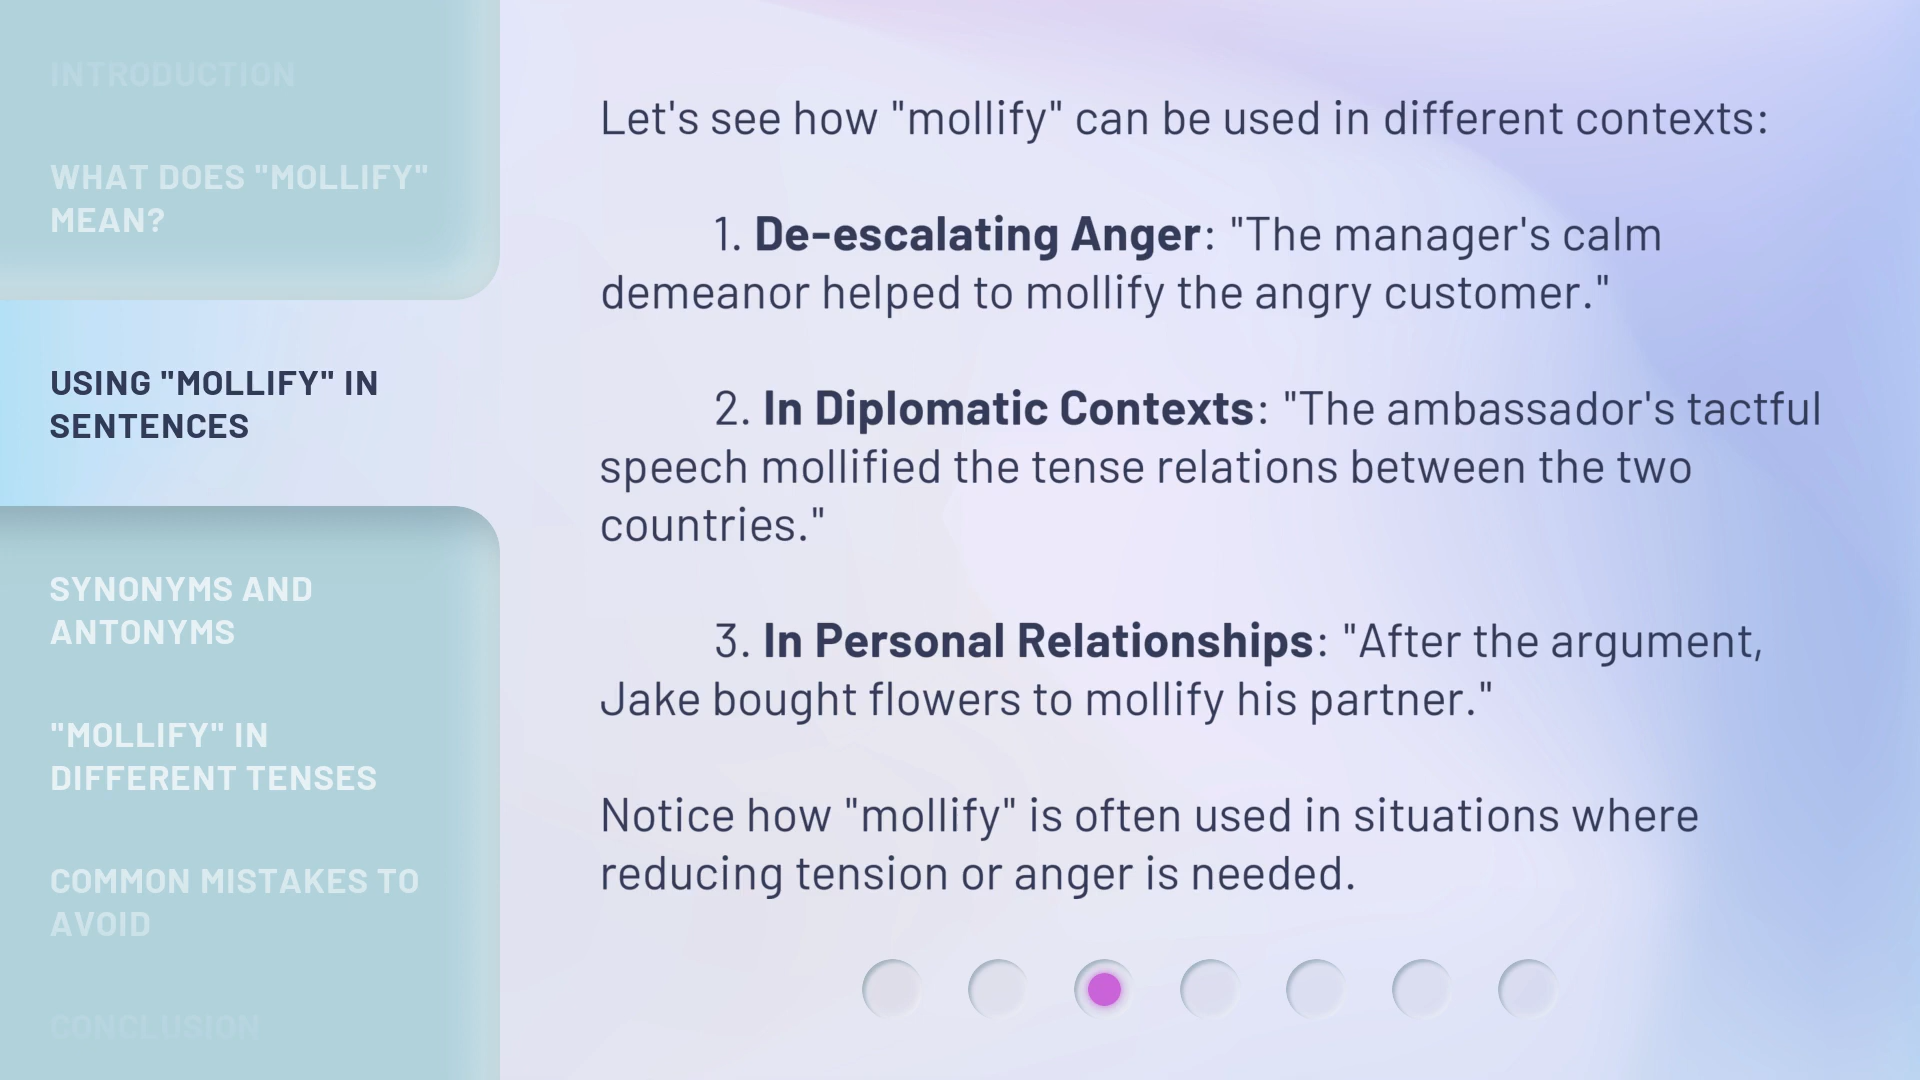 INTRODUCTION
WHAT DOES "MOLLIFY"
MEAN?
USING "MOLLIFY" IN
SENTENCES
SYNONYMS AND
ANTONYMS
"MOLLIFY" IN
DIFFERENT TENSES
COMMON MISTAKES TO
AVOID
CONCLUSION
Let's see how "mollify" can be used in different contexts:
1. De-escalating Anger: "The manager's calm
demeanor helped to mollify the angry customer."
2. In Diplomatic Contexts: "The ambassador's tactful
speech mollified the tense relations between the two
countries."
3. In Personal Relationships: "After the argument,
Jake bought flowers to mollify his partner."
Notice how "mollify" is often used in situations where
reducing tension or anger is needed.